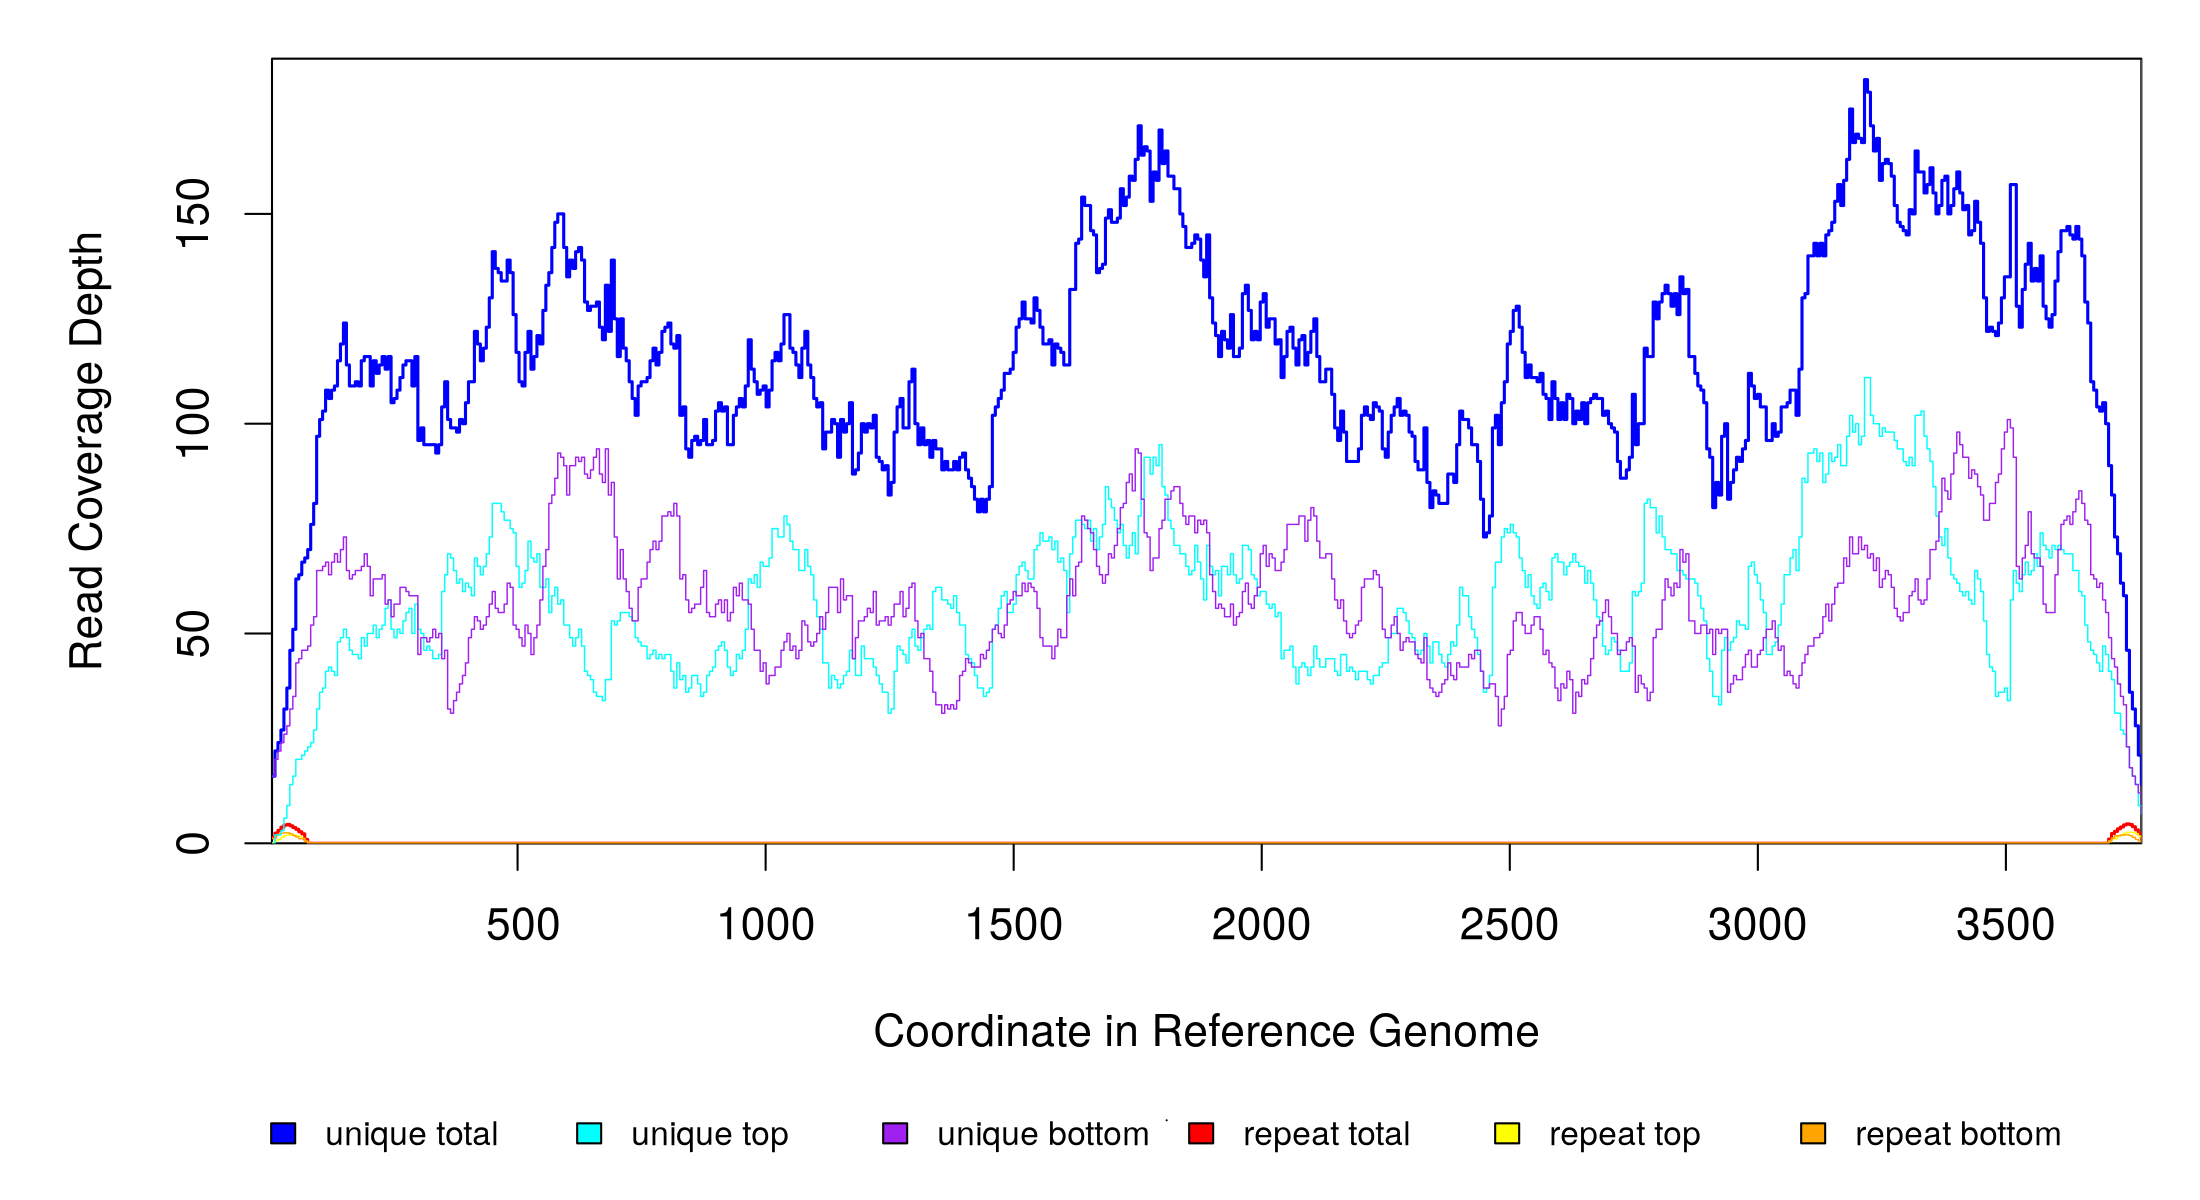 Read Coverage Depth
150
100
50
0
500 1000 1500 2000 2500 3000 3500
Coordinate in Reference Genome
unique total unique top unique bottom repeat total repeat top repeat bottom